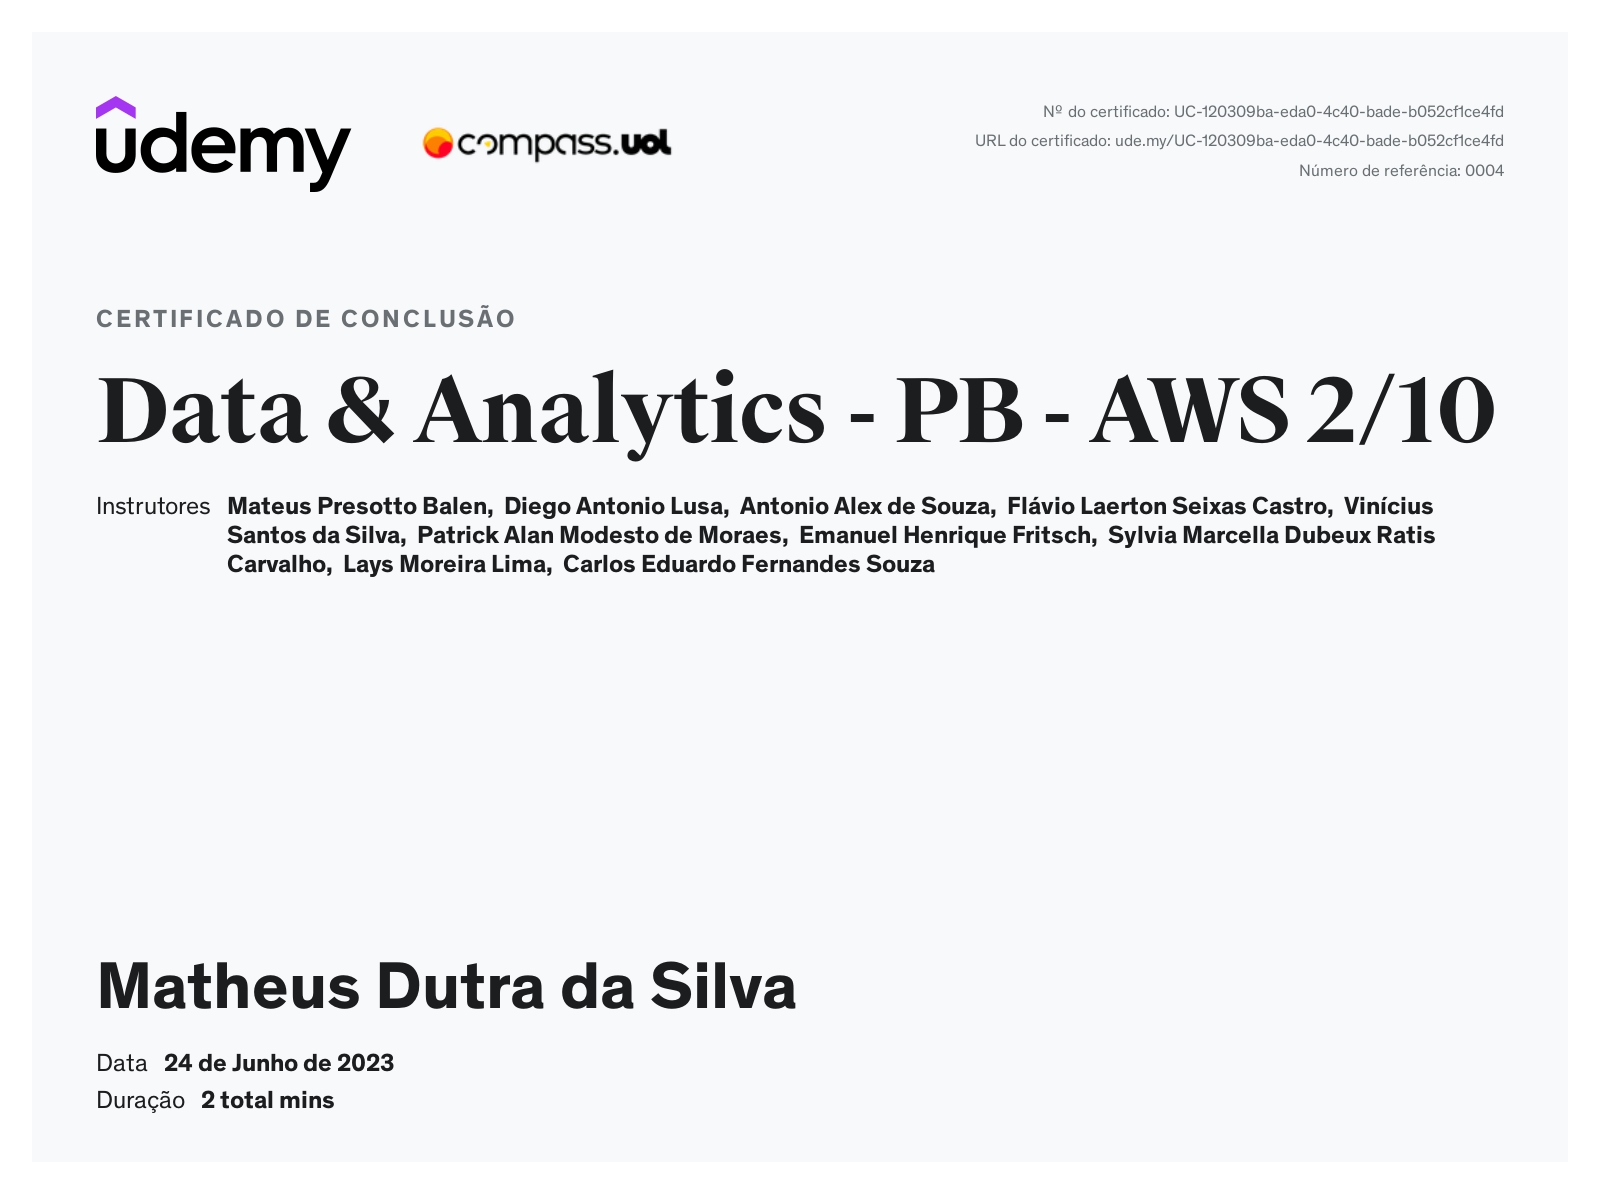 udemy
compass.uol
Nº do certificado: UC-120309ba-eda0-4c40-bade-b052cf1ce4fd
URL do certificado: ude.my/UC-120309ba-eda0-4c40-bade-b052cf1ce4fd
Número de referência: 0004
CERTIFICADO DE CONCLUSÃO
Data & Analytics - PB - AWS 2/10
Instrutores Mateus Presotto Balen, Diego Antonio Lusa, Antonio Alex de Souza, Flávio Laerton Seixas Castro, Vinícius
Santos da Silva, Patrick Alan Modesto de Moraes, Emanuel Henrique Fritsch, Sylvia Marcella Dubeux Ratis
Carvalho, Lays Moreira Lima, Carlos Eduardo Fernandes Souza
Matheus Dutra da Silva
Data 24 de Junho de 2023
Duração 2 total mins